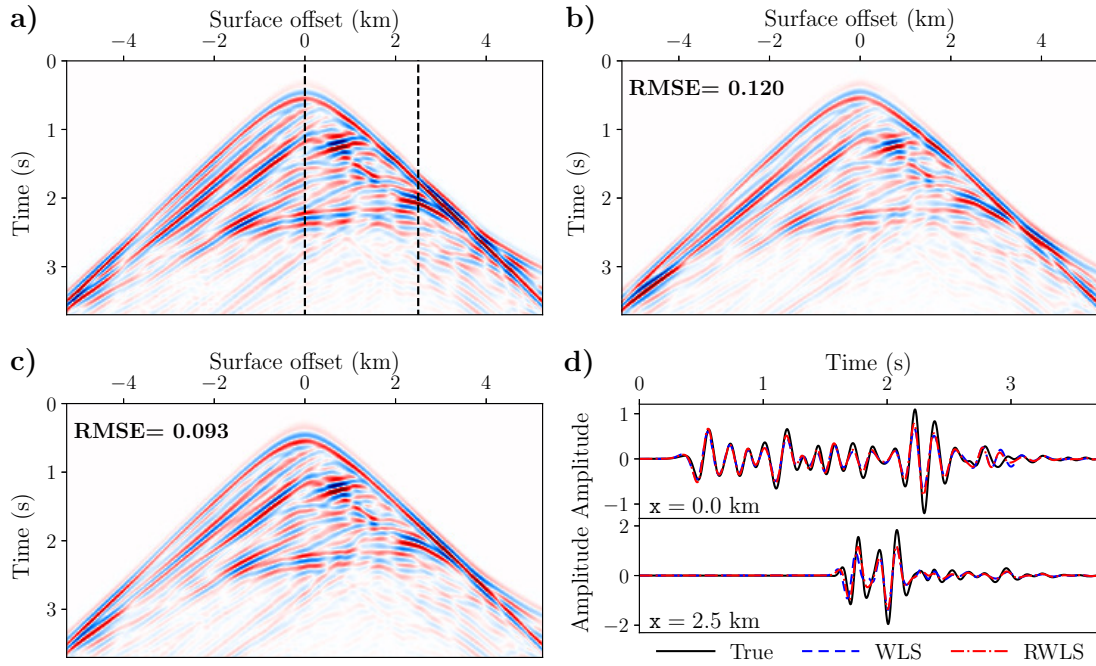 a)
Surface offset (km)
−4 −2 0 2 4
0
1
2
3
Time (s)
b)
Surface offset (km)
−4 −2 0 2 4
0
1
2
3
Time (s)
RMSE= 0.120
c)
Surface offset (km)
−4 −2 0 2 4
0
1
2
3
Time (s)
RMSE= 0.093
d)
Time (s)
0 1 2 3
1
0
−1
Amplitude
x = 0.0 km
2
0
−2
Amplitude
x = 2.5 km
True WLS RWLS